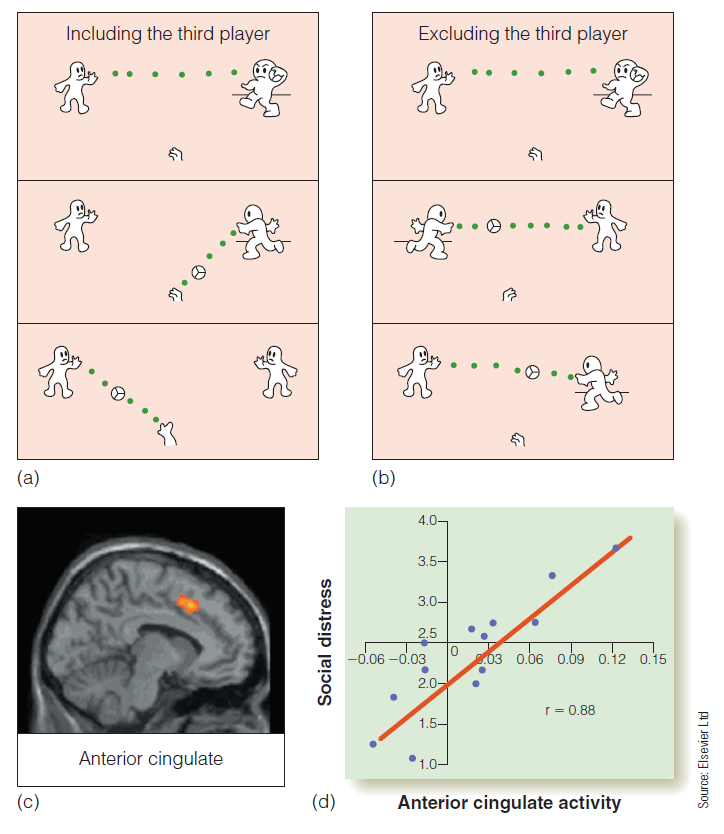 Including the third player
Excluding the third player
(a)
(b)
Anterior cingulate
(c)
Social distress
4.0
3.5
3.0
2.5
2.0
1.5
1.0
-0.06 -0.03 0 0.03 0.06 0.09 0.12 0.15
r = 0.88
(d)
Anterior cingulate activity
Source: Elsevier Ltd